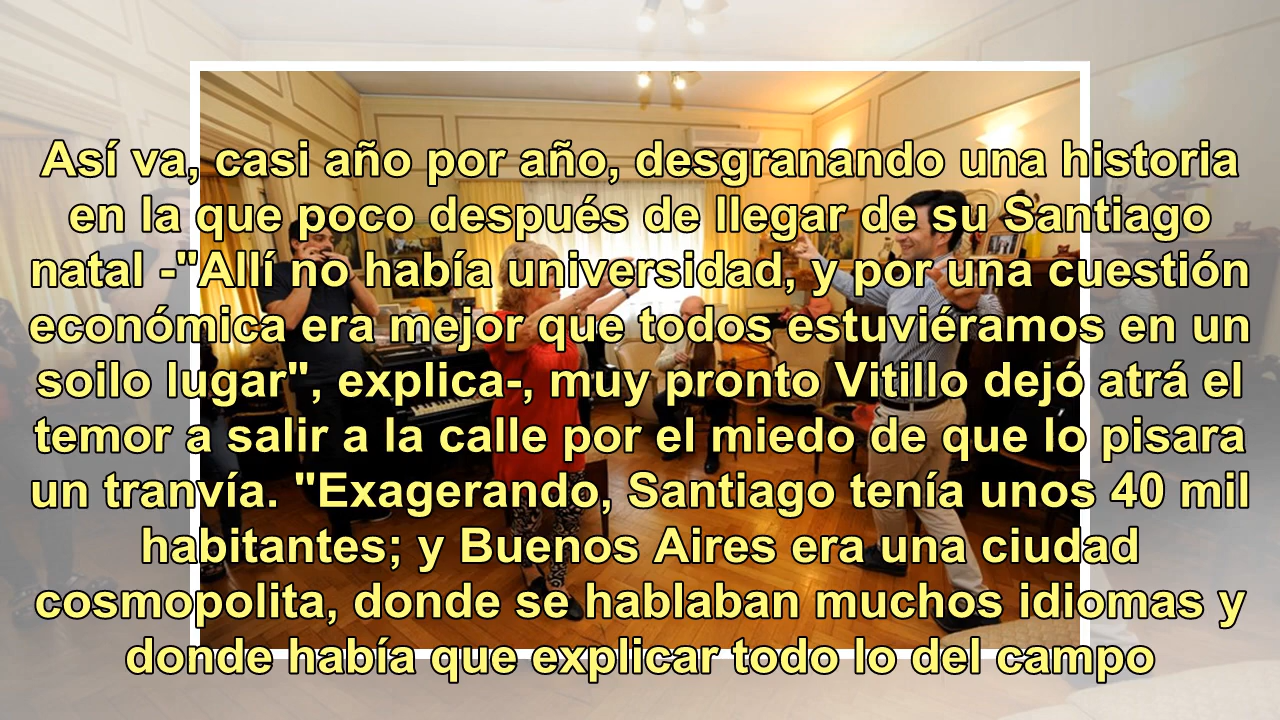 Así va, casi año por año, desgranando una historia
en la que poco después de llegar de su Santiago
natal -"Allí no había universidad, y por una cuestión
económica era mejor que todos estuviéramos en un
soilo lugar", explica-, muy pronto Vitillo dejó atrá el
temor a salir a la calle por el miedo de que lo pisara
un tranvía. "Exagerando, Santiago tenía unos 40 mil
habitantes; y Buenos Aires era una ciudad
cosmopolita, donde se hablaban muchos idiomas y
donde había que explicar todo lo del campo